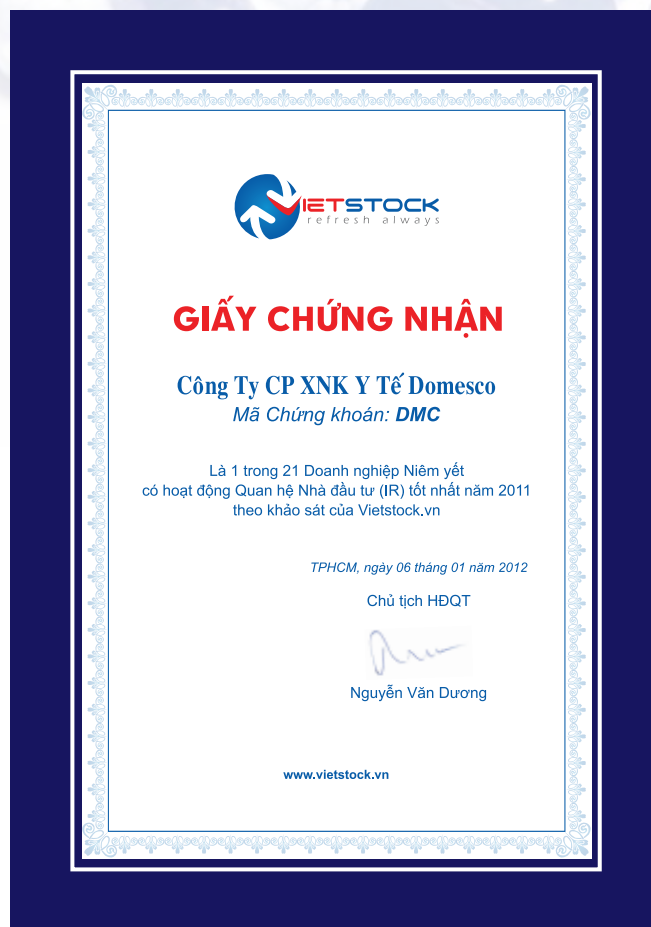 VIETSTOCK
refresh always
GIẤY CHỨNG NHẬN
Công Ty CP XNK Y Tế Domesco
Mã Chứng khoán: DMC
Là 1 trong 21 Doanh nghiệp Niêm yết
có hoạt động Quan hệ Nhà đầu tư (IR) tốt nhất năm 2011
theo khảo sát của Vietstock.vn
TPHCM, ngày 06 tháng 01 năm 2012
Chủ tịch HĐQT
Nguyễn Văn Dương
www.vietstock.vn